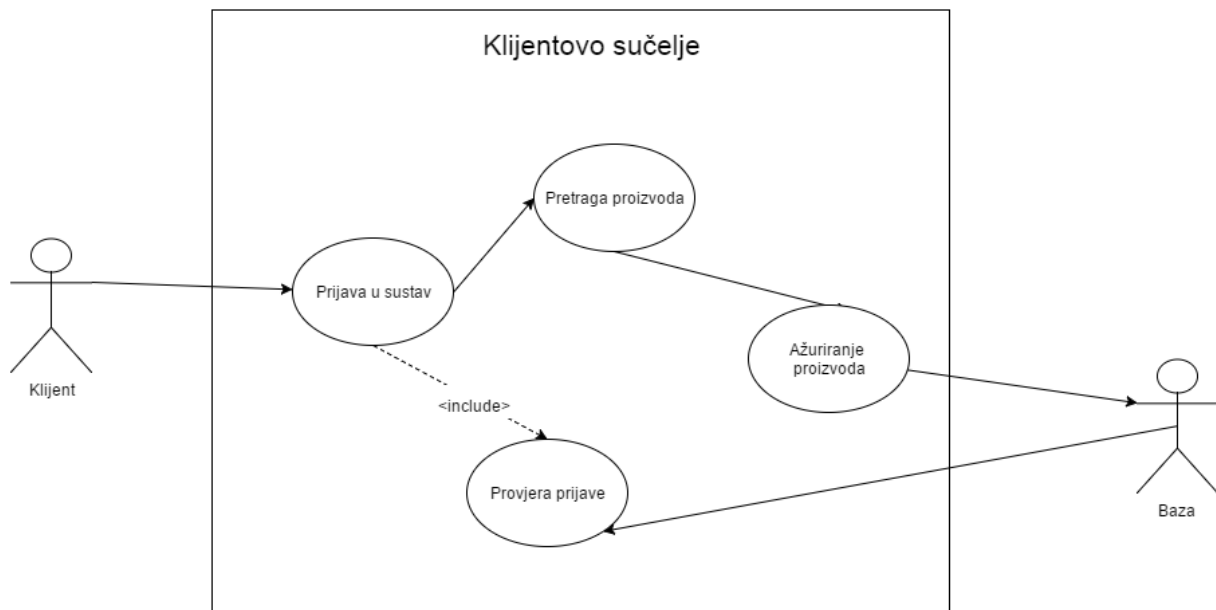 Klijentovo sučelje
Pretraga proizvoda
Prijava u sustav
Ažuriranje
proizvoda
Klijent
<include>
Provjera prijave
Baza